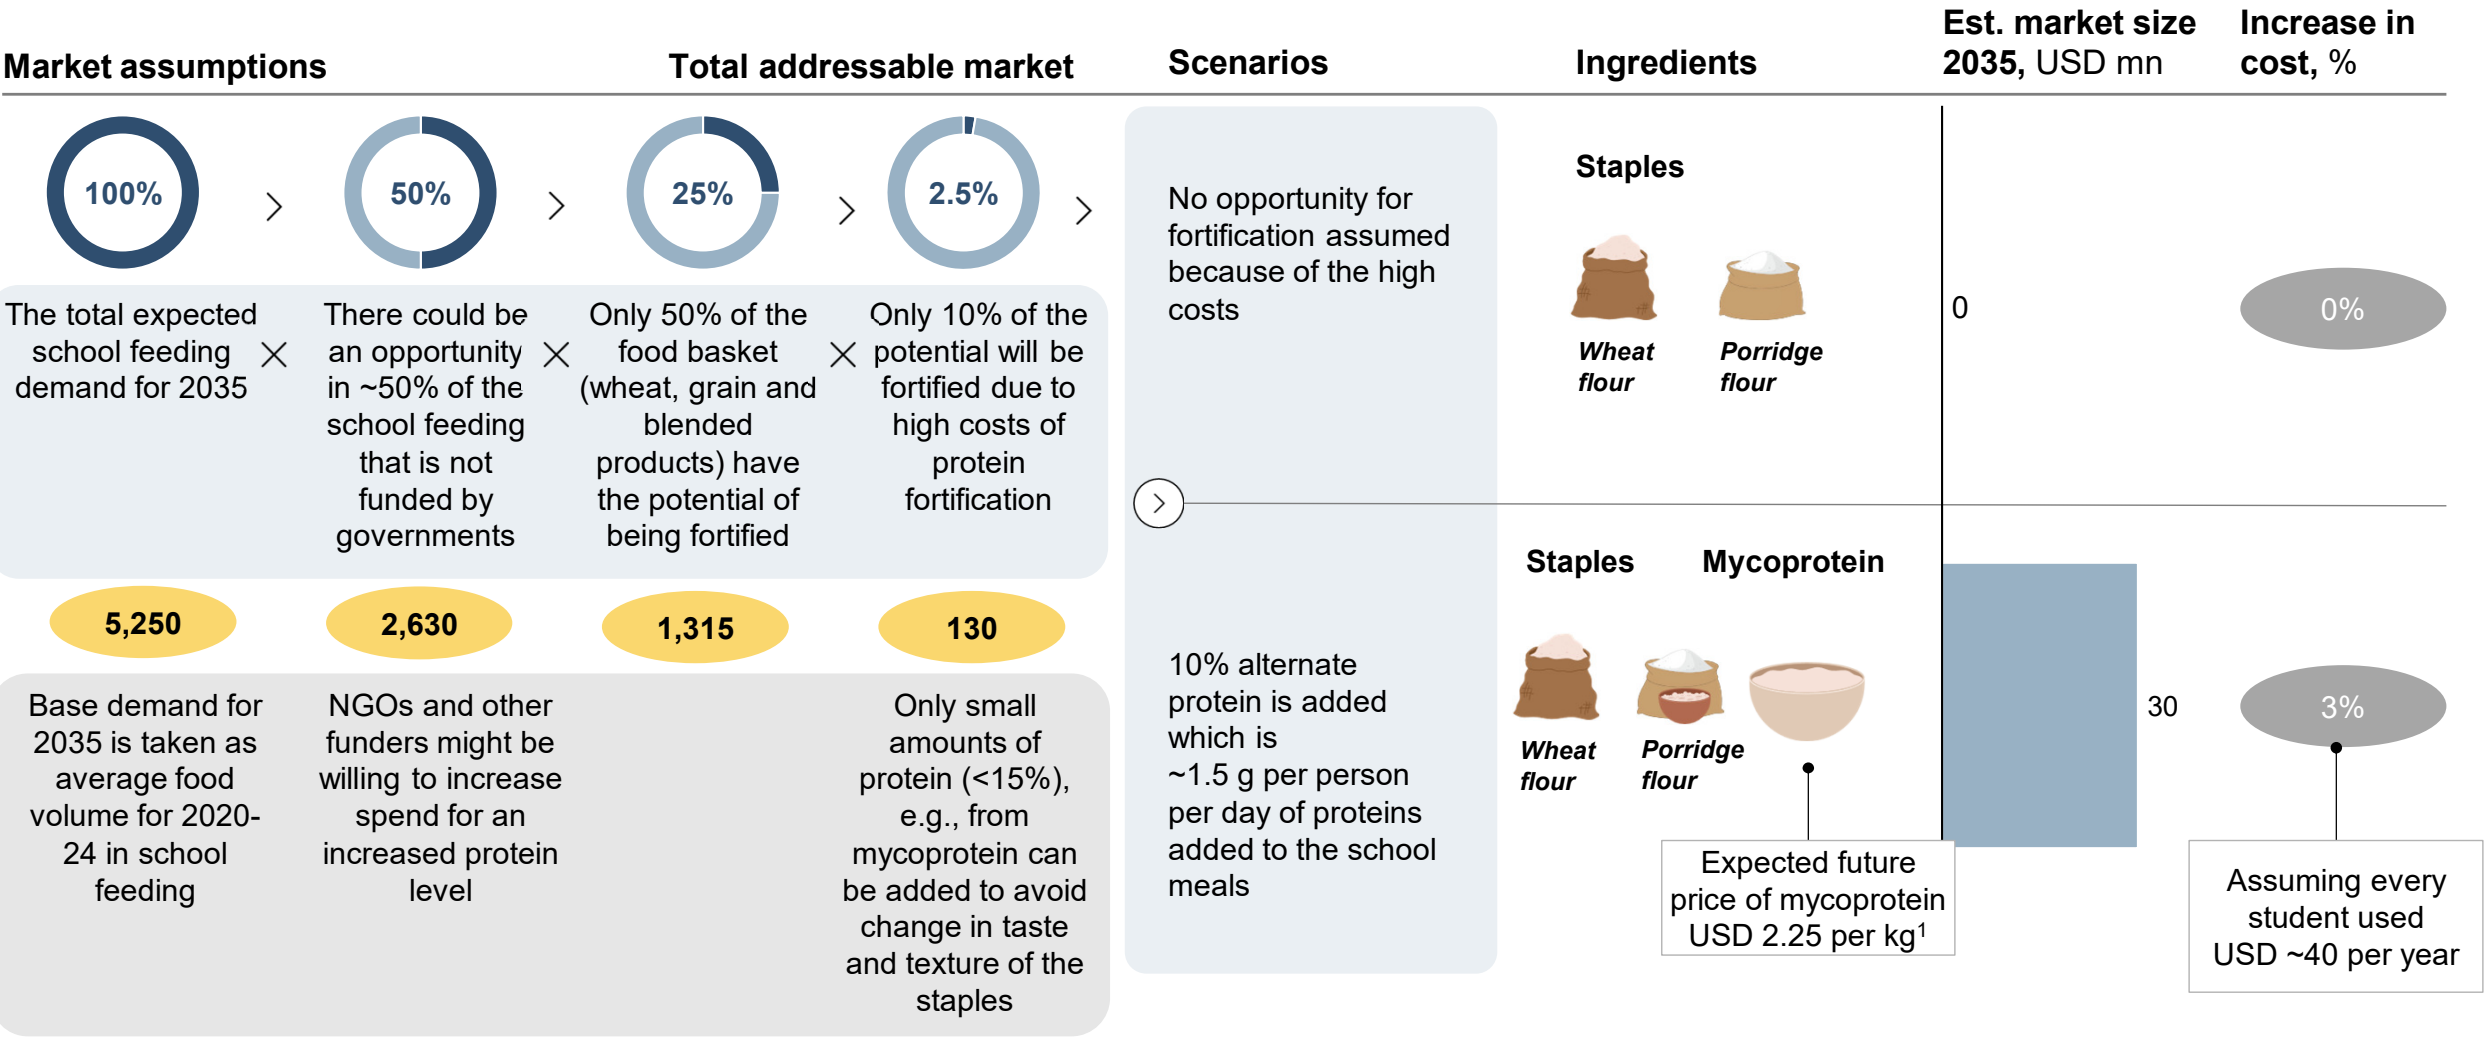 Market assumptions
Total addressable market
Scenarios
Ingredients
Est. market size
2035, USD mn
Increase in
cost, %
100%
50%
25%
2.5%
The total expected
school feeding
demand for 2035
There could be
an opportunity
in ~50% of the
school feeding
that is not
funded by
governments
Only 50% of the
food basket
(wheat, grain and
blended
products) have
the potential of
being fortified
Only 10% of the
potential will be
fortified due to
high costs of
protein
fortification
5,250
2,630
1,315
130
Base demand for
2035 is taken as
average food
volume for 2020-
24 in school
feeding
NGOs and other
funders might be
willing to increase
spend for an
increased protein
level
Only small
amounts of
protein (<15%),
e.g., from
mycoprotein can
be added to avoid
change in taste
and texture of the
staples
No opportunity for
fortification assumed
because of the high
costs
Staples
Wheat
flour
Porridge
flour
0
0%
10% alternate
protein is added
which is
~1.5 g per person
per day of proteins
added to the school
meals
Staples
Mycoprotein
Wheat
flour
Porridge
flour
Expected future
price of mycoprotein
USD 2.25 per kg¹
30
3%
Assuming every
student used
USD ~40 per year